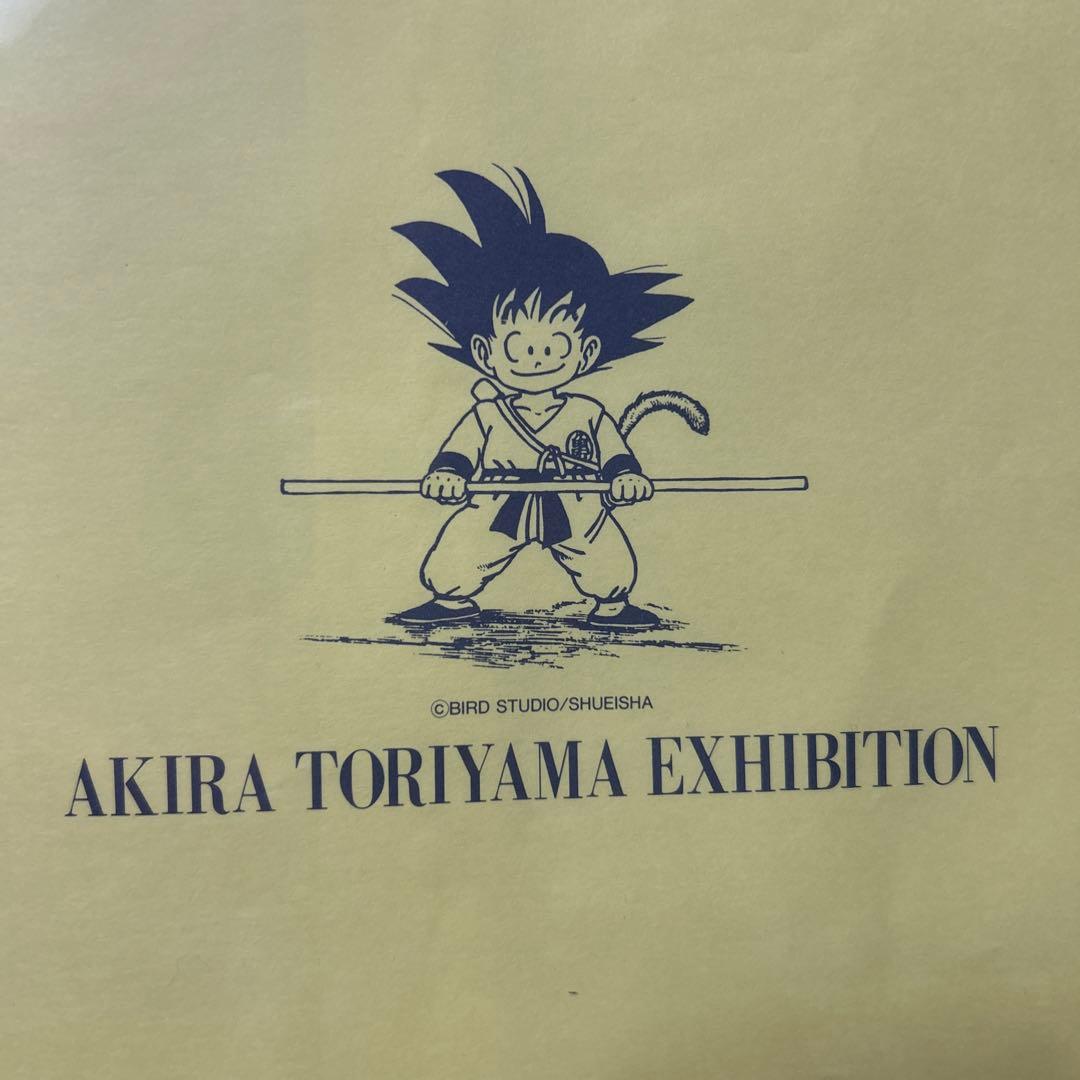 ©BIRD STUDIO/SHUEISHA
AKIRA TORIYAMA EXHIBITION